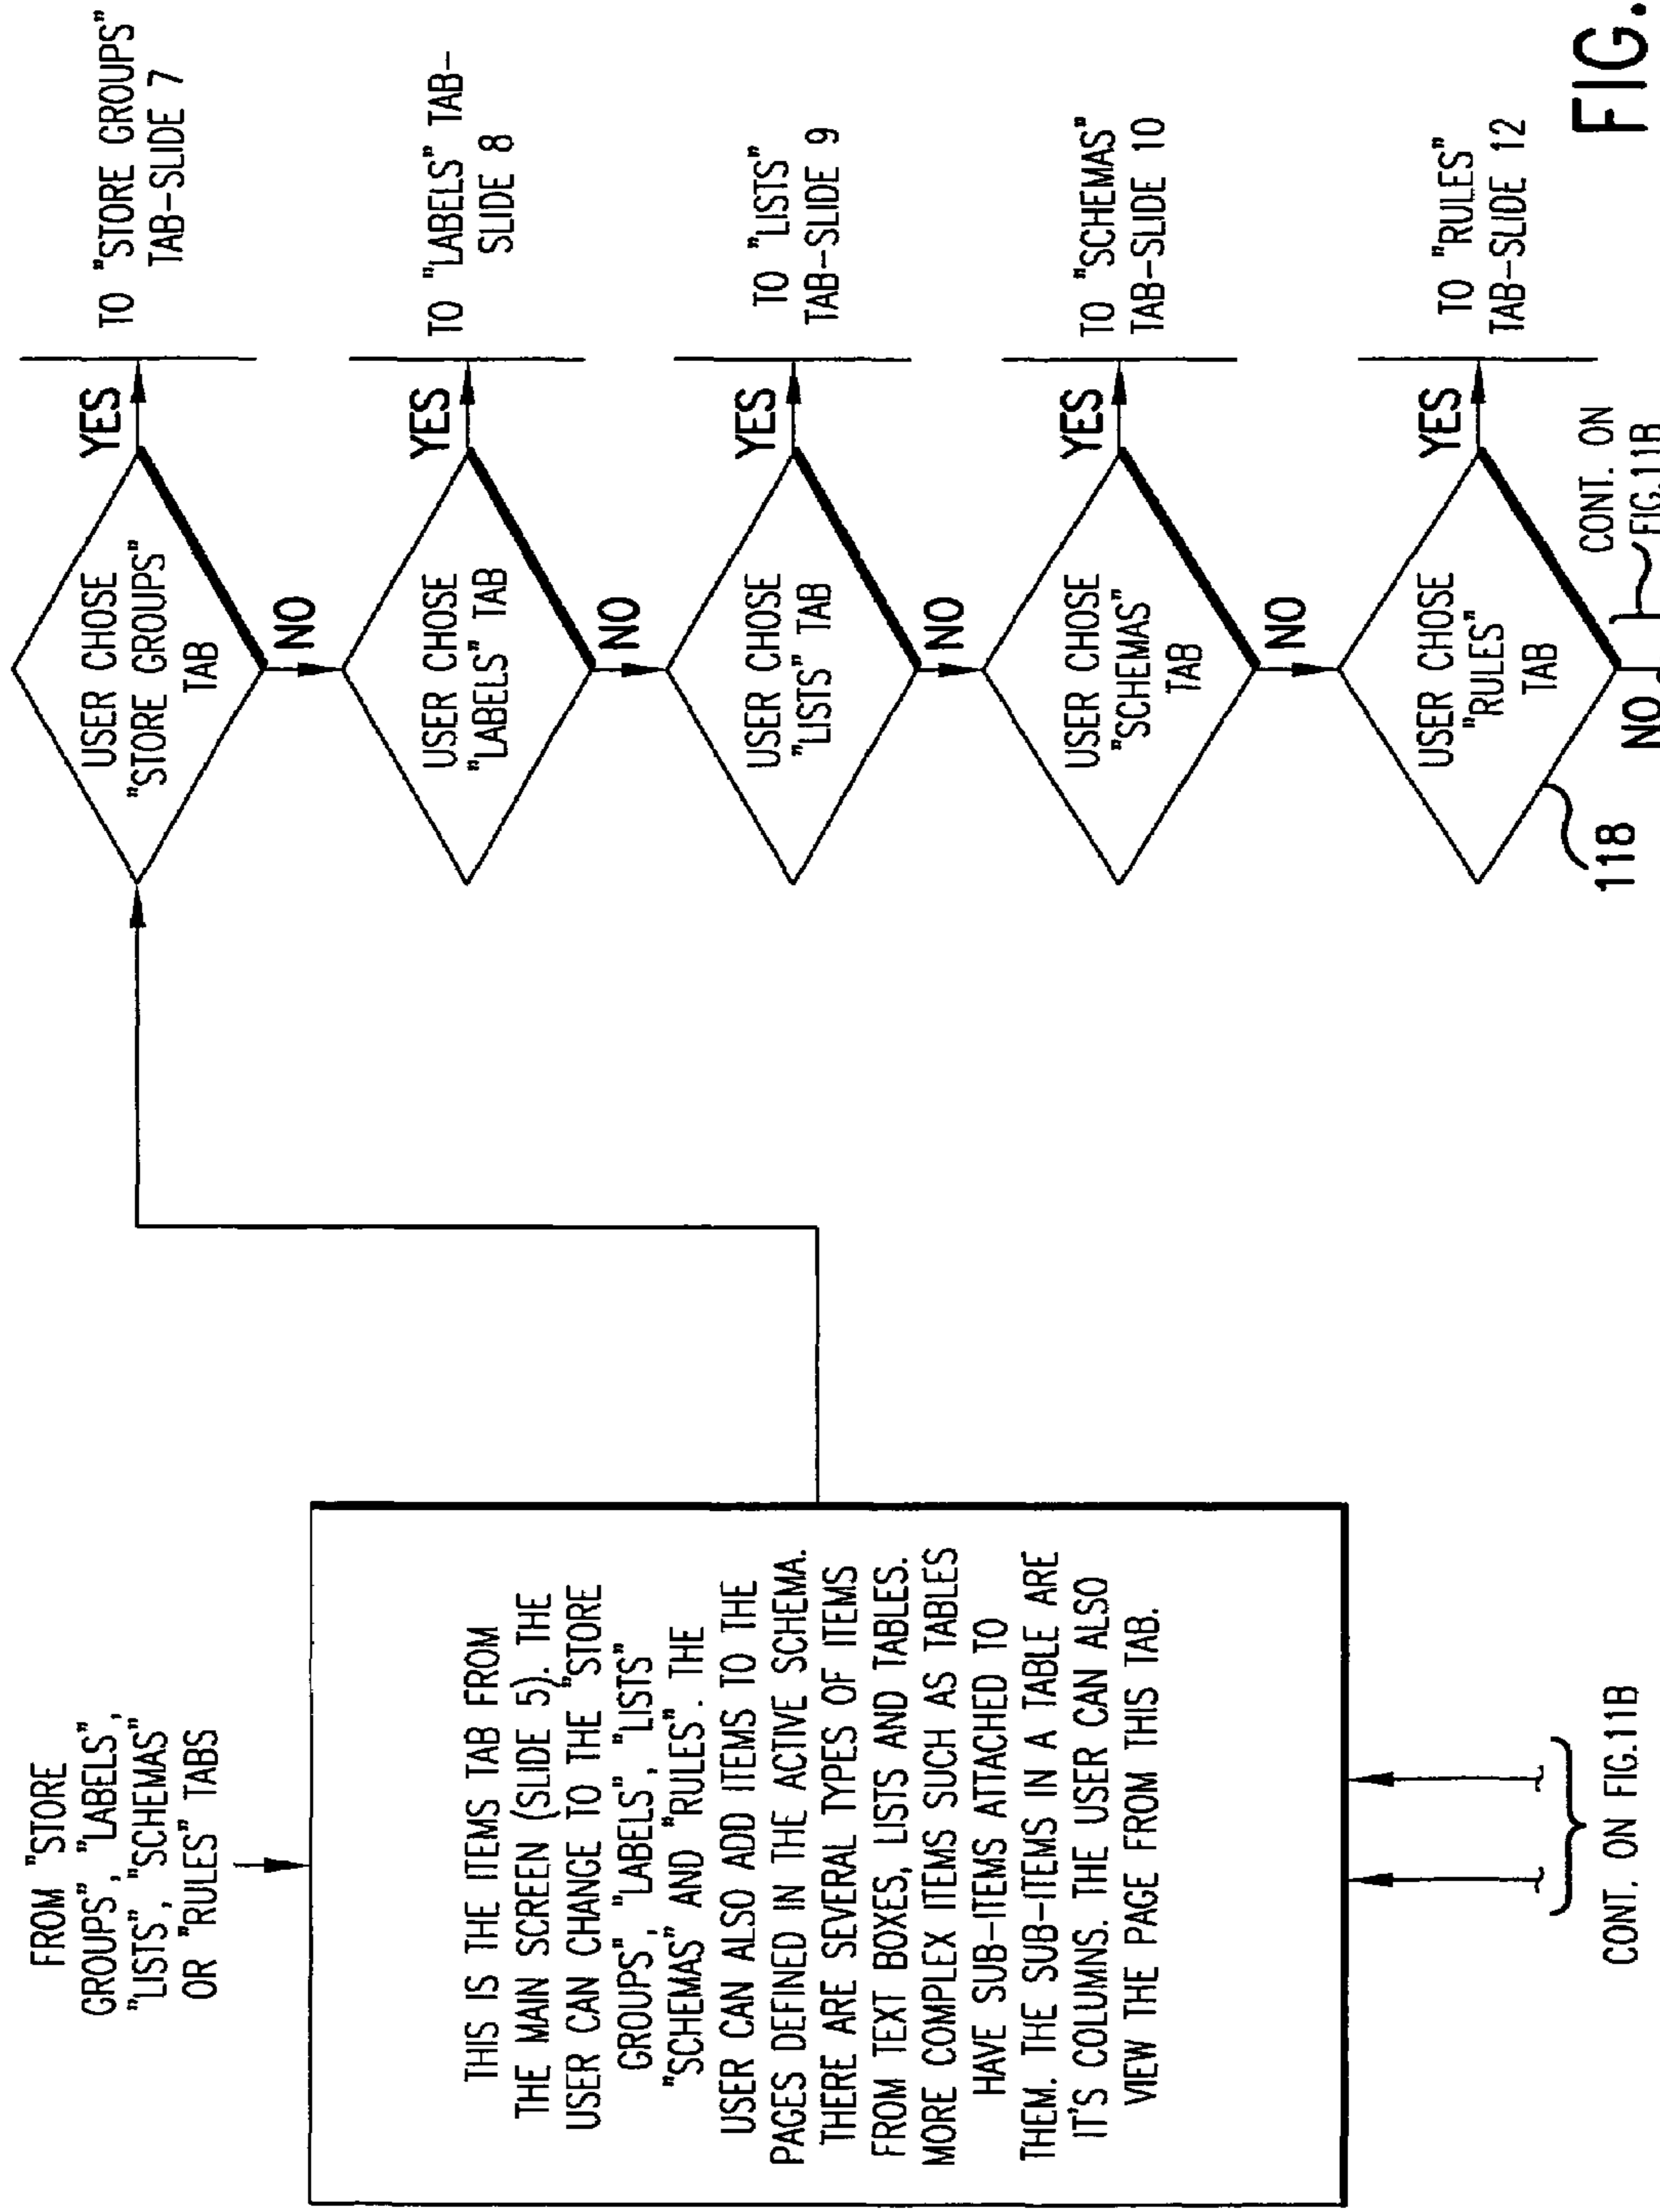 FROM "STORE
GROUPS", "LABELS",
"LISTS", "SCHEMAS"
OR "RULES" TABS
THIS IS THE ITEMS TAB FROM
THE MAIN SCREEN (SLIDE 5). THE
USER CAN CHANGE TO THE "STORE
GROUPS", "LABELS", "LISTS"
"SCHEMAS" AND "RULES". THE
USER CAN ALSO ADD ITEMS TO THE
PAGES DEFINED IN THE ACTIVE SCHEMA.
THERE ARE SEVERAL TYPES OF ITEMS
FROM TEXT BOXES, LISTS AND TABLES.
MORE COMPLEX ITEMS SUCH AS TABLES
HAVE SUB-ITEMS ATTACHED TO
THEM. THE SUB-ITEMS IN A TABLE ARE
IT'S COLUMNS. THE USER CAN ALSO
VIEW THE PAGE FROM THIS TAB.
CONT. ON FIG.11B
USER CHOSE
"STORE GROUPS"
TAB
YES
TO "STORE GROUPS"
TAB-SLIDE 7
NO
USER CHOSE
"LABELS" TAB
YES
TO "LABELS" TAB-
SLIDE 8
NO
USER CHOSE
"LISTS" TAB
YES
TO "LISTS"
TAB-SLIDE 9
NO
USER CHOSE
"SCHEMAS"
TAB
YES
TO "SCHEMAS"
TAB-SLIDE 10
NO
USER CHOSE
"RULES"
TAB
YES
TO "RULES"
TAB-SLIDE 12
118
NO
CONT. ON
FIG.11B
FIG.